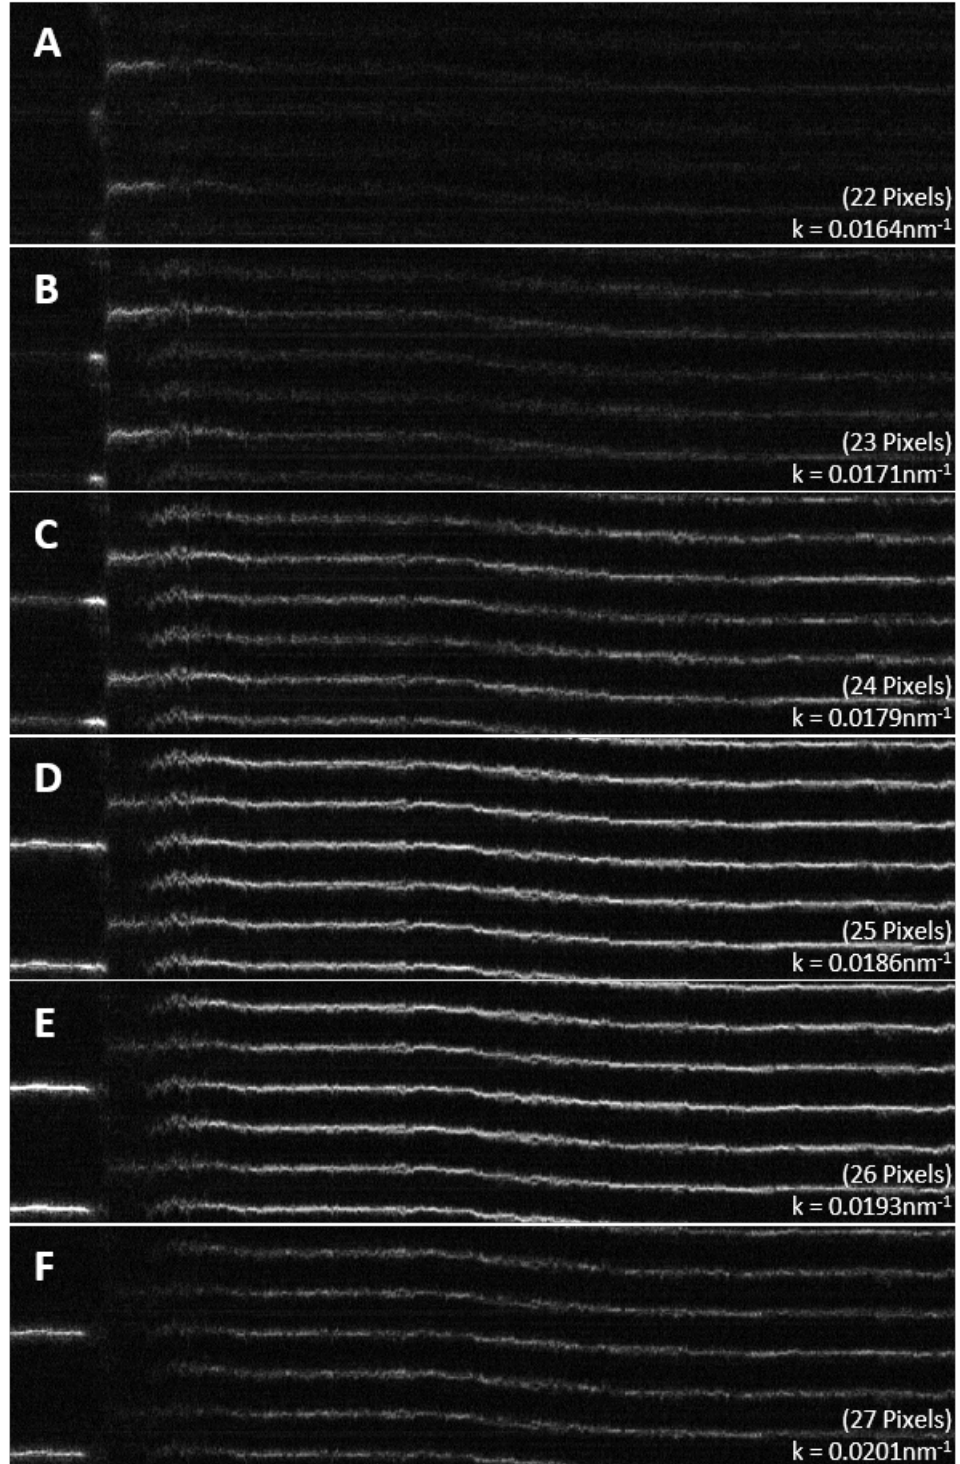 A
(22 Pixels)
k = 0.0164nm⁻¹
B
(23 Pixels)
k = 0.0171nm⁻¹
C
(24 Pixels)
k = 0.0179nm⁻¹
D
(25 Pixels)
k = 0.0186nm⁻¹
E
(26 Pixels)
k = 0.0193nm⁻¹
F
(27 Pixels)
k = 0.0201nm⁻¹